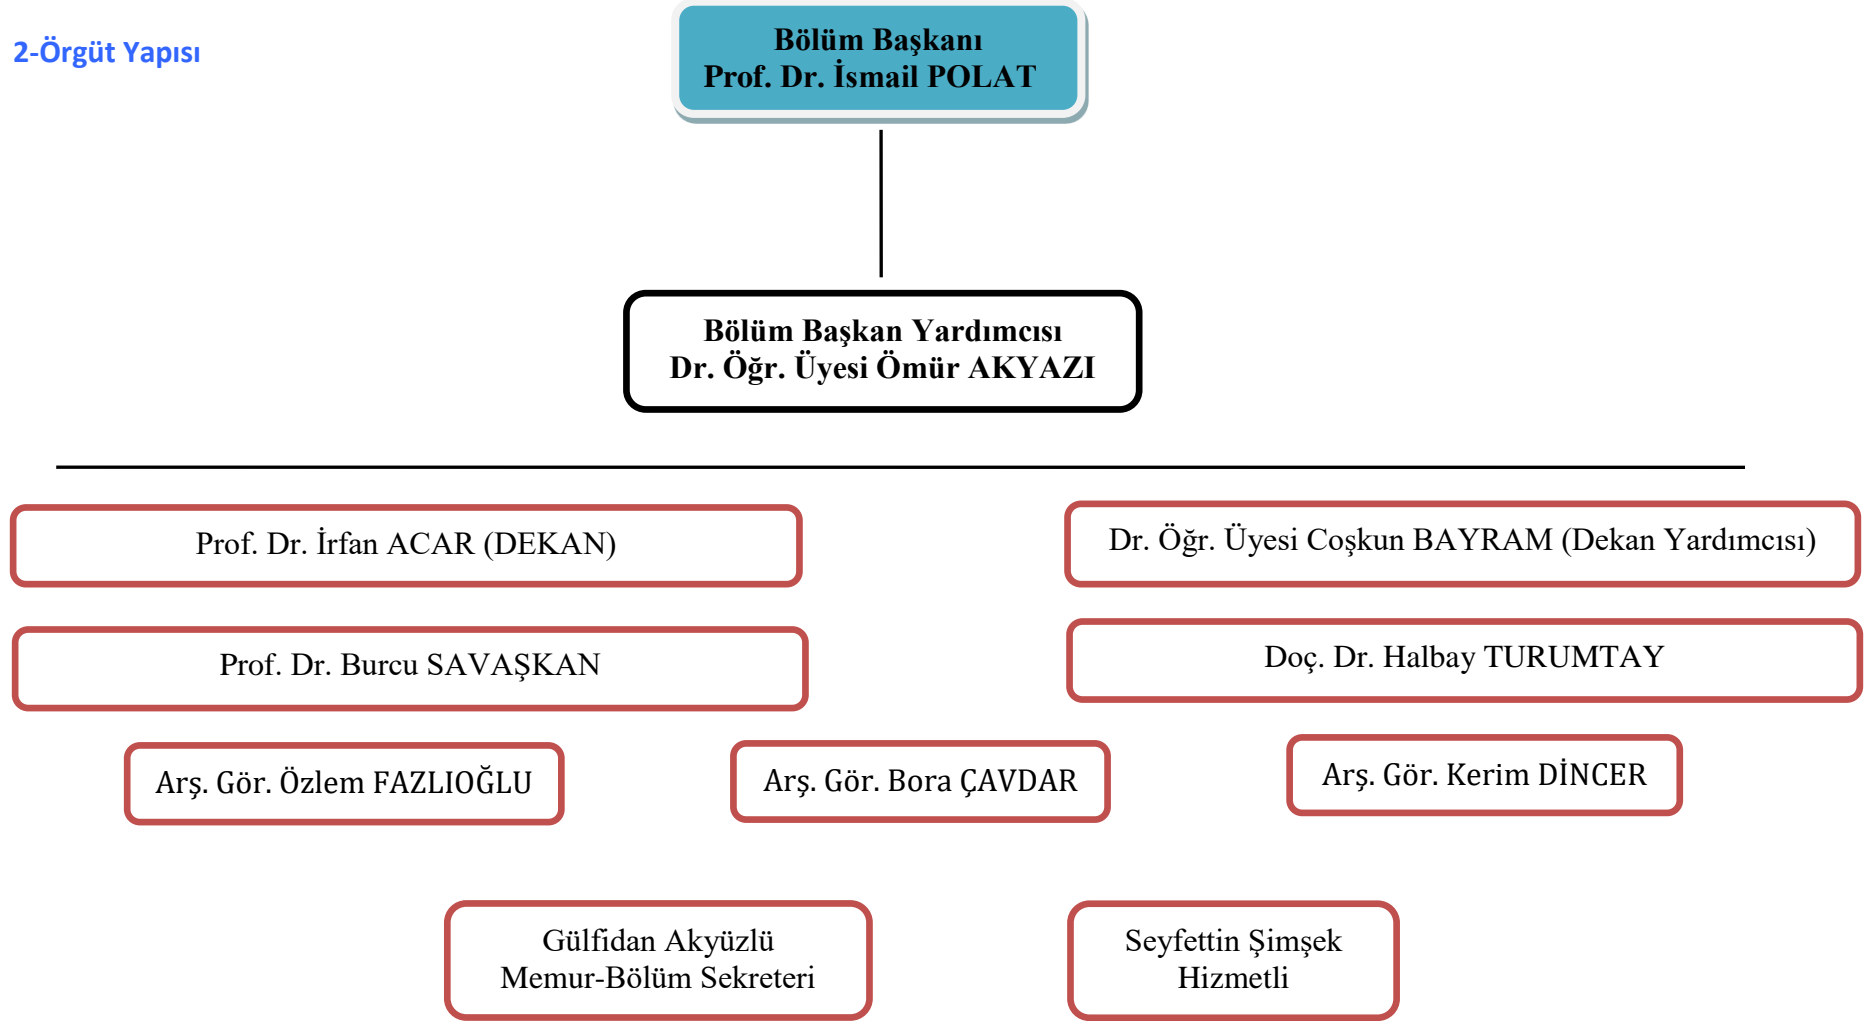 2-Örgüt Yapısı
Bölüm Başkanı
Prof. Dr. İsmail POLAT
Bölüm Başkan Yardımcısı
Dr. Öğr. Üyesi Ömür AKYAZI
Prof. Dr. İrfan ACAR (DEKAN)
Dr. Öğr. Üyesi Coşkun BAYRAM (Dekan Yardımcısı)
Prof. Dr. Burcu SAVAŞKAN
Doç. Dr. Halbay TURUMTAY
Arş. Gör. Özlem FAZLIOĞLU
Arş. Gör. Bora ÇAVDAR
Arş. Gör. Kerim DİNCER
Gülfidan Akyüzlü
Memur-Bölüm Sekreteri
Seyfettin Şimşek
Hizmetli